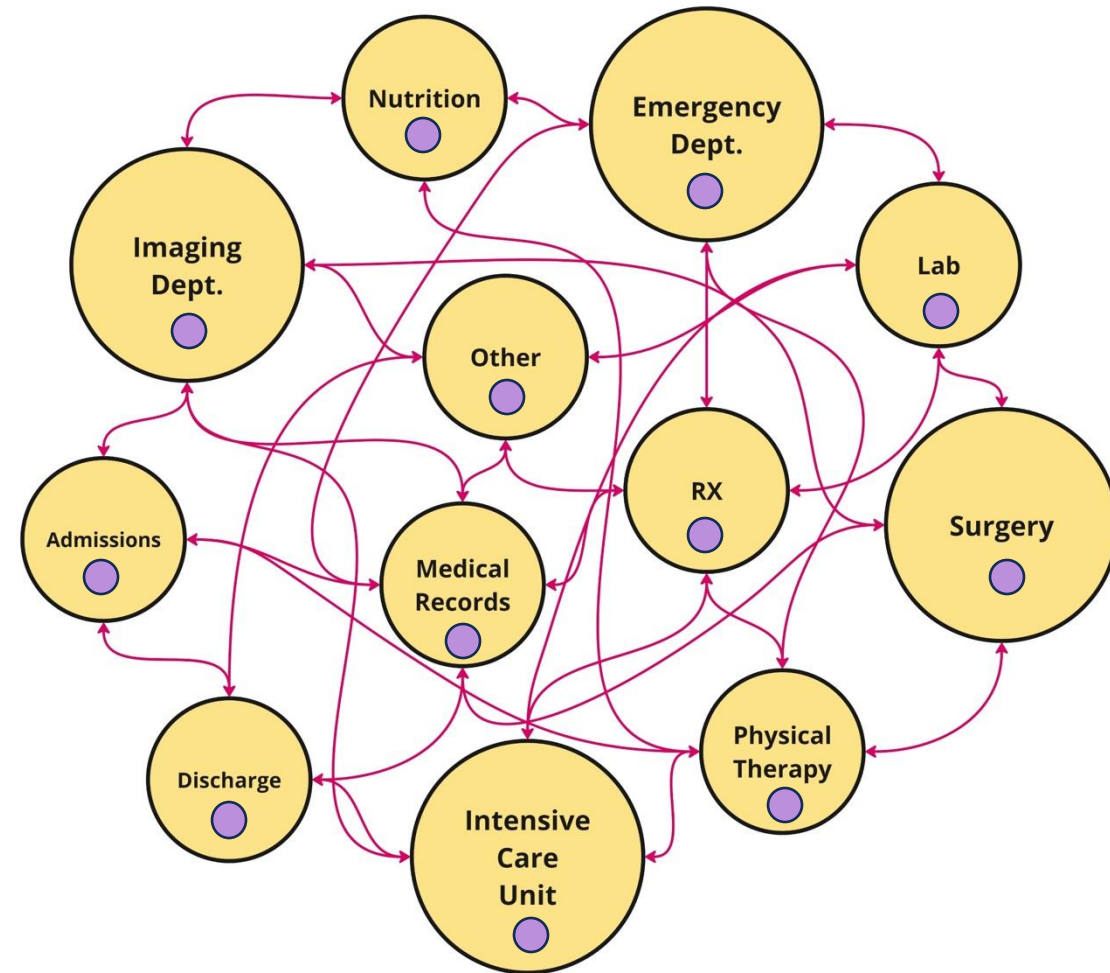 Nutrition
Emergency
Dept.
Imaging
Dept.
Lab
Other
RX
Surgery
Admissions
Medical
Records
Physical
Therapy
Discharge
Intensive
Care
Unit